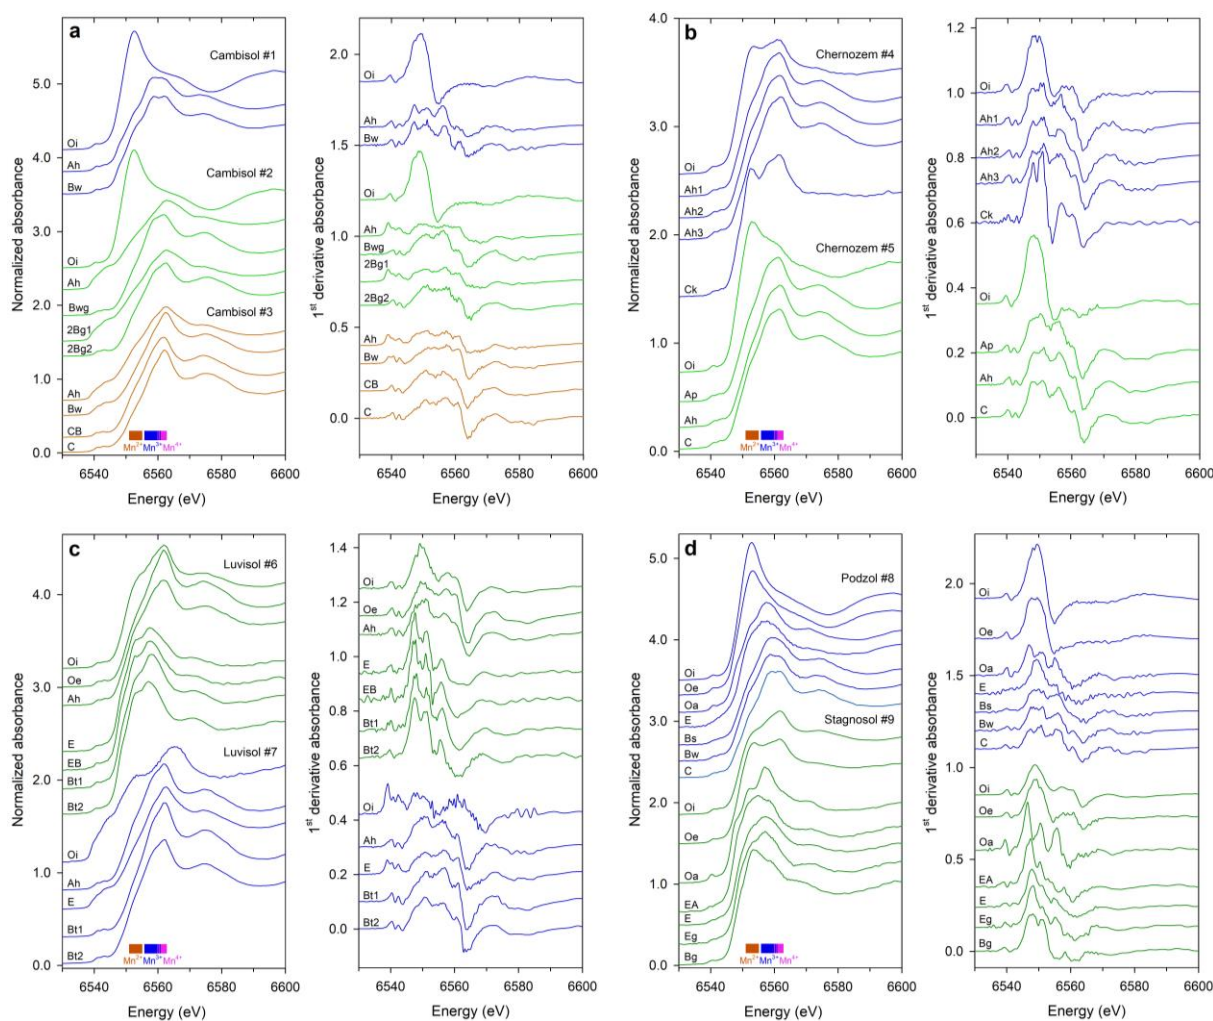 a
Cambisol #1
Cambisol #2
Cambisol #3
Normalized absorbance
5.0
4.0
3.0
2.0
1.0
0.0
Oi
Ah
Bw
Oi
Ah
Bwg
2Bg1
2Bg2
Ah
Bw
CB
C
Mn2+ Mn3+ Mn4+
6540 6560 6580 6600
Energy (eV)
1st derivative absorbance
2.0
1.5
1.0
0.5
0.0
Oi
Ah
Bw
Oi
Ah
Bwg
2Bg1
2Bg2
Ah
Bw
CB
C
6540 6560 6580 6600
Energy (eV)
b
Chernozem #4
Chernozem #5
Normalized absorbance
4.0
3.0
2.0
1.0
0.0
Oi
Ah1
Ah2
Ah3
Ck
Oi
Ap
Ah
C
Mn2+ Mn3+ Mn4+
6540 6560 6580 6600
Energy (eV)
1st derivative absorbance
1.2
1.0
0.8
0.6
0.4
0.2
0.0
Oi
Ah1
Ah2
Ah3
Ck
Oi
Ap
Ah
C
6540 6560 6580 6600
Energy (eV)
c
Luvisol #6
Luvisol #7
Normalized absorbance
4.0
3.0
2.0
1.0
0.0
Oi
Oe
Ah
E
EB
Bt1
Bt2
Oi
Ah
E
Bt1
Bt2
Mn2+ Mn3+ Mn4+
6540 6560 6580 6600
Energy (eV)
1st derivative absorbance
1.4
1.2
1.0
0.8
0.6
0.4
0.2
0.0
Oi
Oe
Ah
E
EB
Bt1
Bt2
Oi
Ah
E
Bt1
Bt2
6540 6560 6580 6600
Energy (eV)
d
Podzol #8
Stagnosol #9
Normalized absorbance
5.0
4.0
3.0
2.0
1.0
0.0
Oi
Oe
Oa
E
Bs
Bw
C
Oi
Oe
Oa
EA
E
Eg
Bg
Mn2+ Mn3+ Mn4+
6540 6560 6580 6600
Energy (eV)
1st derivative absorbance
2.0
1.5
1.0
0.5
0.0
Oi
Oe
Oa
E
Bs
Bw
C
Oi
Oe
Oa
EA
E
Eg
Bg
6540 6560 6580 6600
Energy (eV)